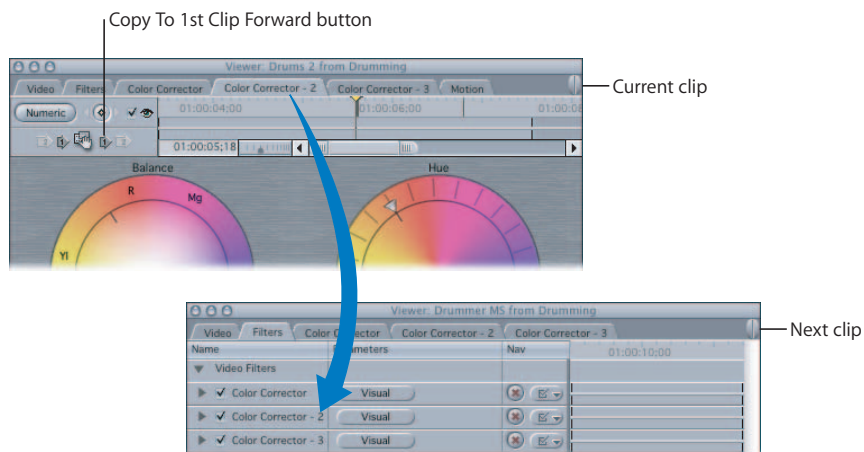 Copy To 1st Clip Forward button
Viewer: Drums 2 from Drumming
Video Filters Color Corrector Color Corrector - 2 Color Corrector - 3 Motion
Current clip
Numeric 01:00:04;00 01:00:06;00 01:00:08
01:00:05;18
Balance Hue
R Mg
Yl
Viewer: Drummer MS from Drumming
Next clip
Video Filters Color Corrector Color Corrector - 2 Color Corrector - 3
Name Parameters Nav 01:00:10;00
Video Filters
Color Corrector Visual
Color Corrector - 2 Visual
Color Corrector - 3 Visual